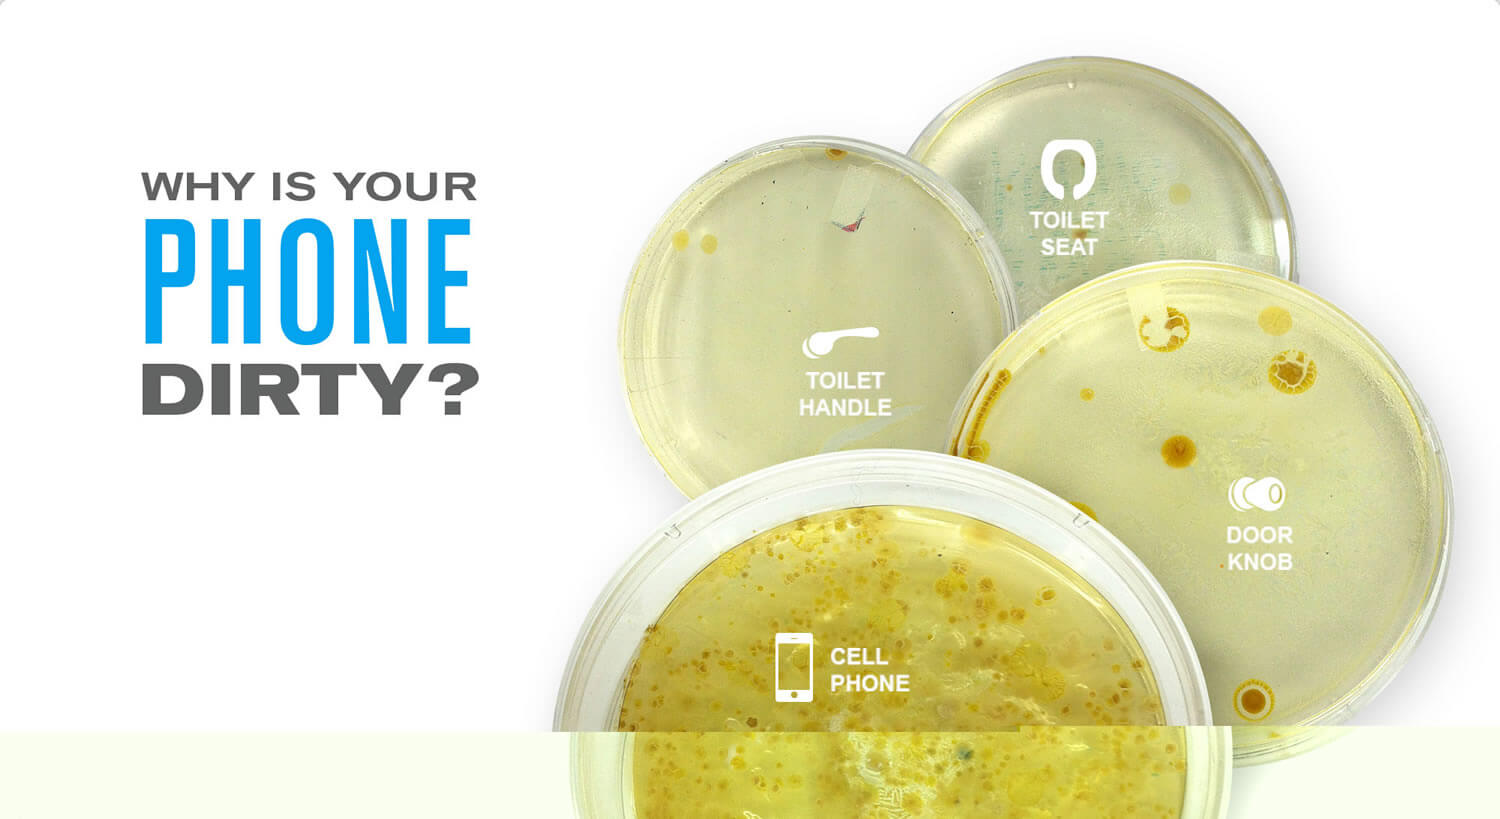 WHY IS YOUR
PHONE
DIRTY?
TOILET
SEAT
TOILET
HANDLE
DOOR
KNOB
CELL
PHONE